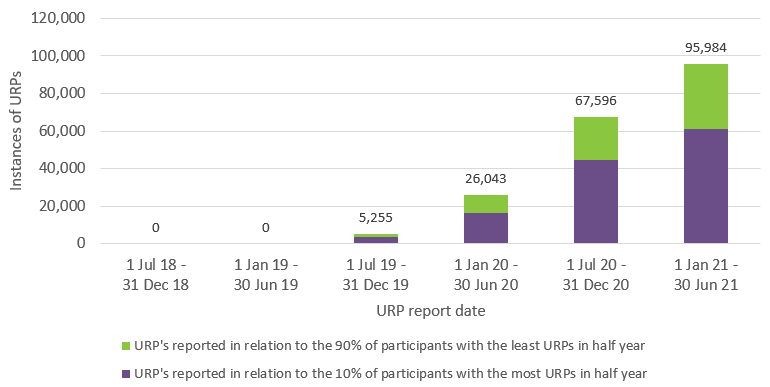 120,000
100,000
80,000
60,000
40,000
20,000
0
Instances of URPs
0
0
5,255
26,043
67,596
95,984
1 Jul 18 -
31 Dec 18
1 Jan 19 -
30 Jun 19
1 Jul 19 -
31 Dec 19
1 Jan 20 -
30 Jun 20
1 Jul 20 -
31 Dec 20
1 Jan 21 -
30 Jun 21
URP report date
URP's reported in relation to the 90% of participants with the least URPs in half year
URP's reported in relation to the 10% of participants with the most URPs in half year